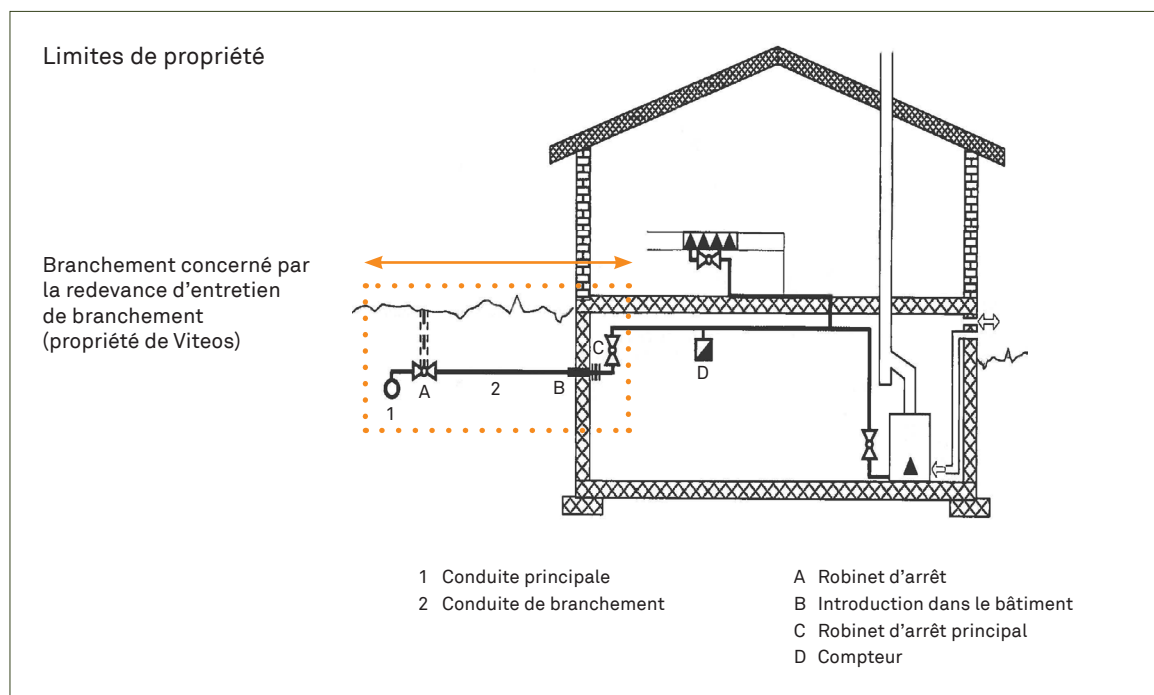 Limites de propriété
Branchement concerné par
la redevance d'entretien
de branchement
(propriété de Viteos)
C
D
A
2
B
1
1 Conduite principale
2 Conduite de branchement
A Robinet d'arrêt
B Introduction dans le bâtiment
C Robinet d'arrêt principal
D Compteur